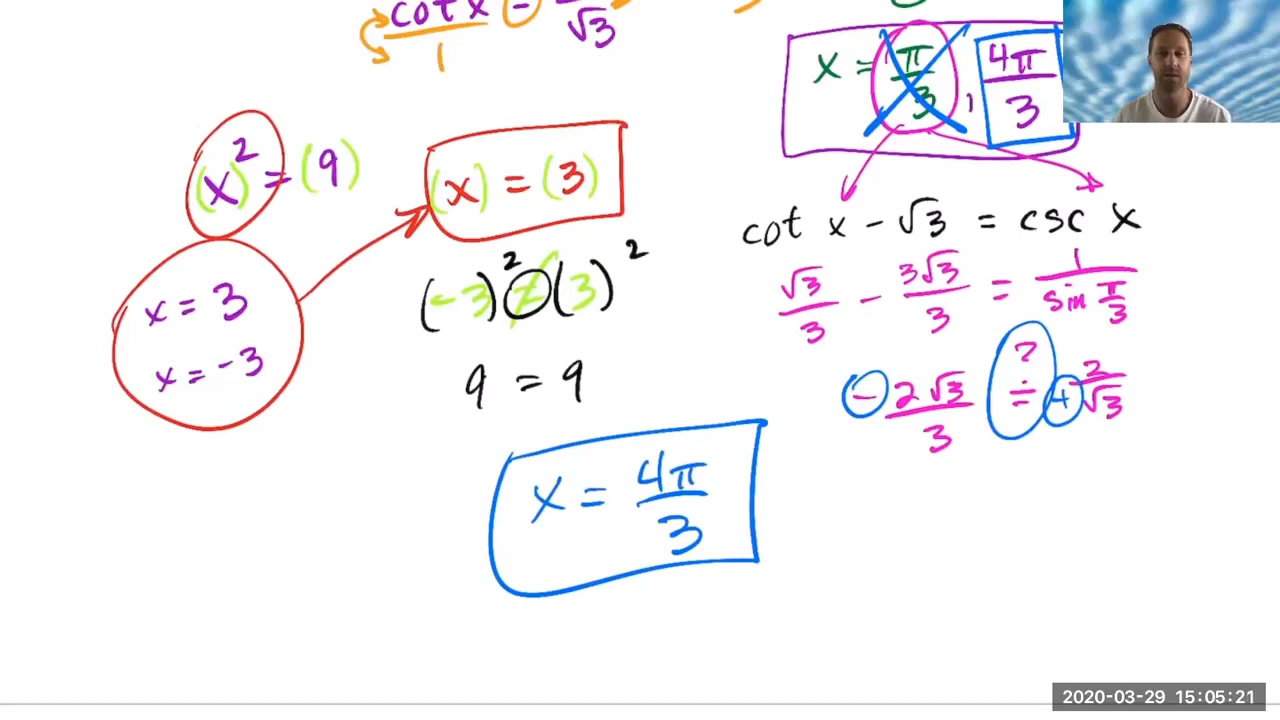 cot x / 1 = / √3
x = π/3 , 4π/3
(x)² = (9)
(x) = (3)
cot x - √3 = csc x
√3/3 - 3√3/3 = 1/sin π/3
(-3)² = (3)²
x = 3
x = -3
9 = 9
- 2√3/3 ≟ + 2/√3
x = 4π/3
2020-03-29 15:05:21